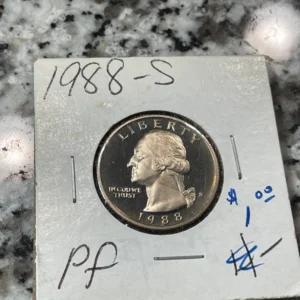 1988-S
LIBERTY
IN GOD WE
TRUST
1988
$1.00
Pf